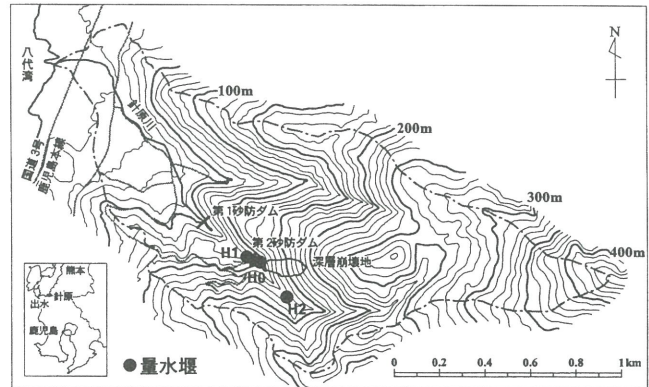 八代湾
国道3号
鹿児島本線
針原川
100m
200m
300m
400m
N
第1砂防ダム
第2砂防ダム
H1
H0
深層崩壊地
H2
熊本
針原
出水
鹿児島
●量水堰
0 0.2 0.4 0.6 0.8 1km